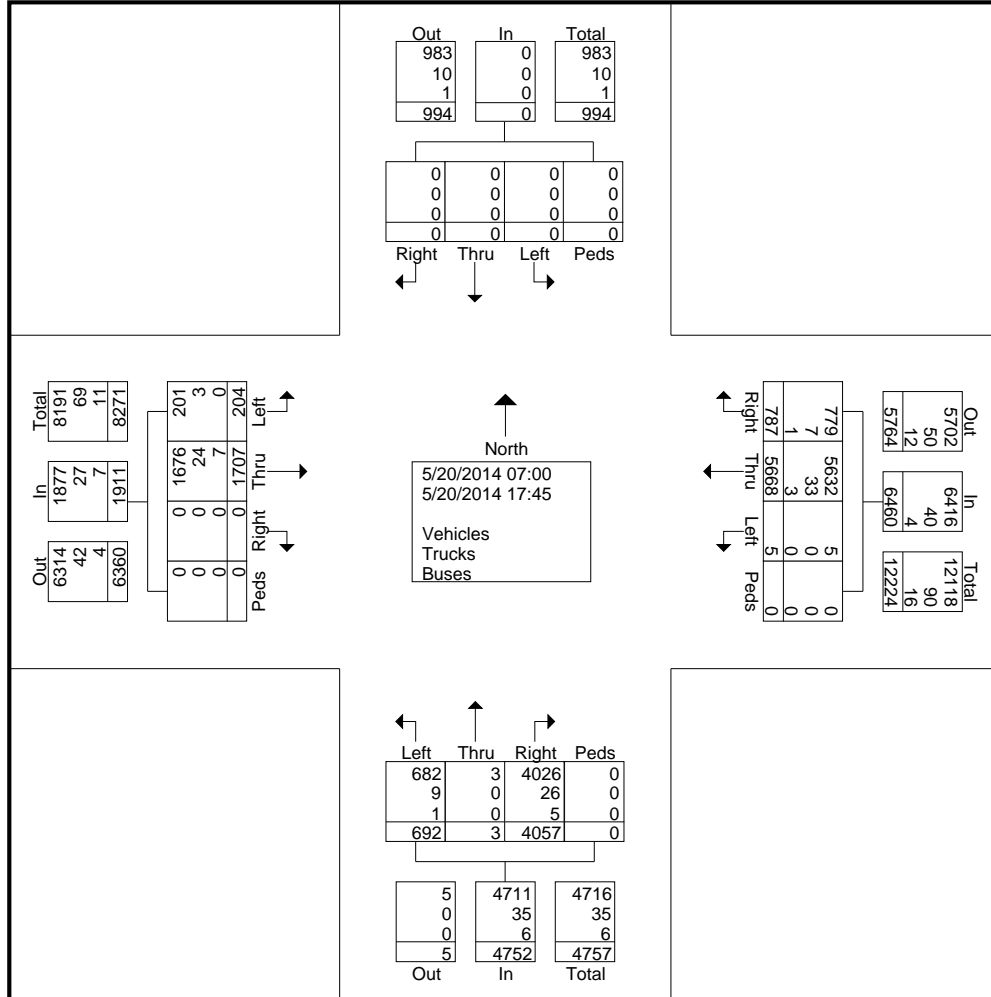 Out In Total
983 0 983
10 0 10
1 0 1
994 0 994
0 0 0 0
0 0 0 0
0 0 0 0
0 0 0 0
Right Thru Left Peds
Total
8191
69
11
8271
In
1877
27
7
1911
Out
6314
42
4
6360
201
3
0
204
Left
1676
24
7
1707
Thru
0
0
0
0
Right
0
0
0
0
Peds
North
5/20/2014 07:00
5/20/2014 17:45
Vehicles
Trucks
Buses
Right
779
7
1
787
Thru
5632
33
3
5668
Left
5
0
0
5
Peds
0
0
0
0
Out
5702
50
12
5764
In
6416
40
4
6460
Total
12118
90
16
12224
Left Thru Right Peds
682 3 4026 0
9 0 26 0
1 0 5 0
692 3 4057 0
5 4711 4716
0 35 35
0 6 6
5 4752 4757
Out In Total